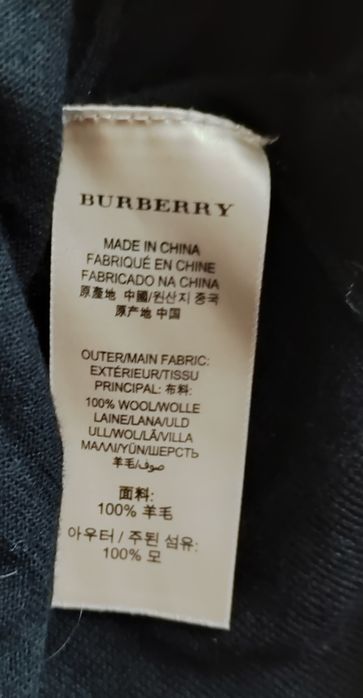 BURBERRY
MADE IN CHINA
FABRIQUÉ EN CHINE
FABRICADO NA CHINA
原產地 中國/원산지 중국
原产地 中国
OUTER/MAIN FABRIC:
EXTÉRIEUR/TISSU
PRINCIPAL: 布料:
100% WOOL/WOLLE
LAINE/LANA/ULD
ULL/WOL/LÃ/VILLA
ΜΑΛΛΙ/YÜN/ШЕРСТЬ
羊毛/صوف
面料:
100% 羊毛
아우터 / 주된 섬유:
100% 모